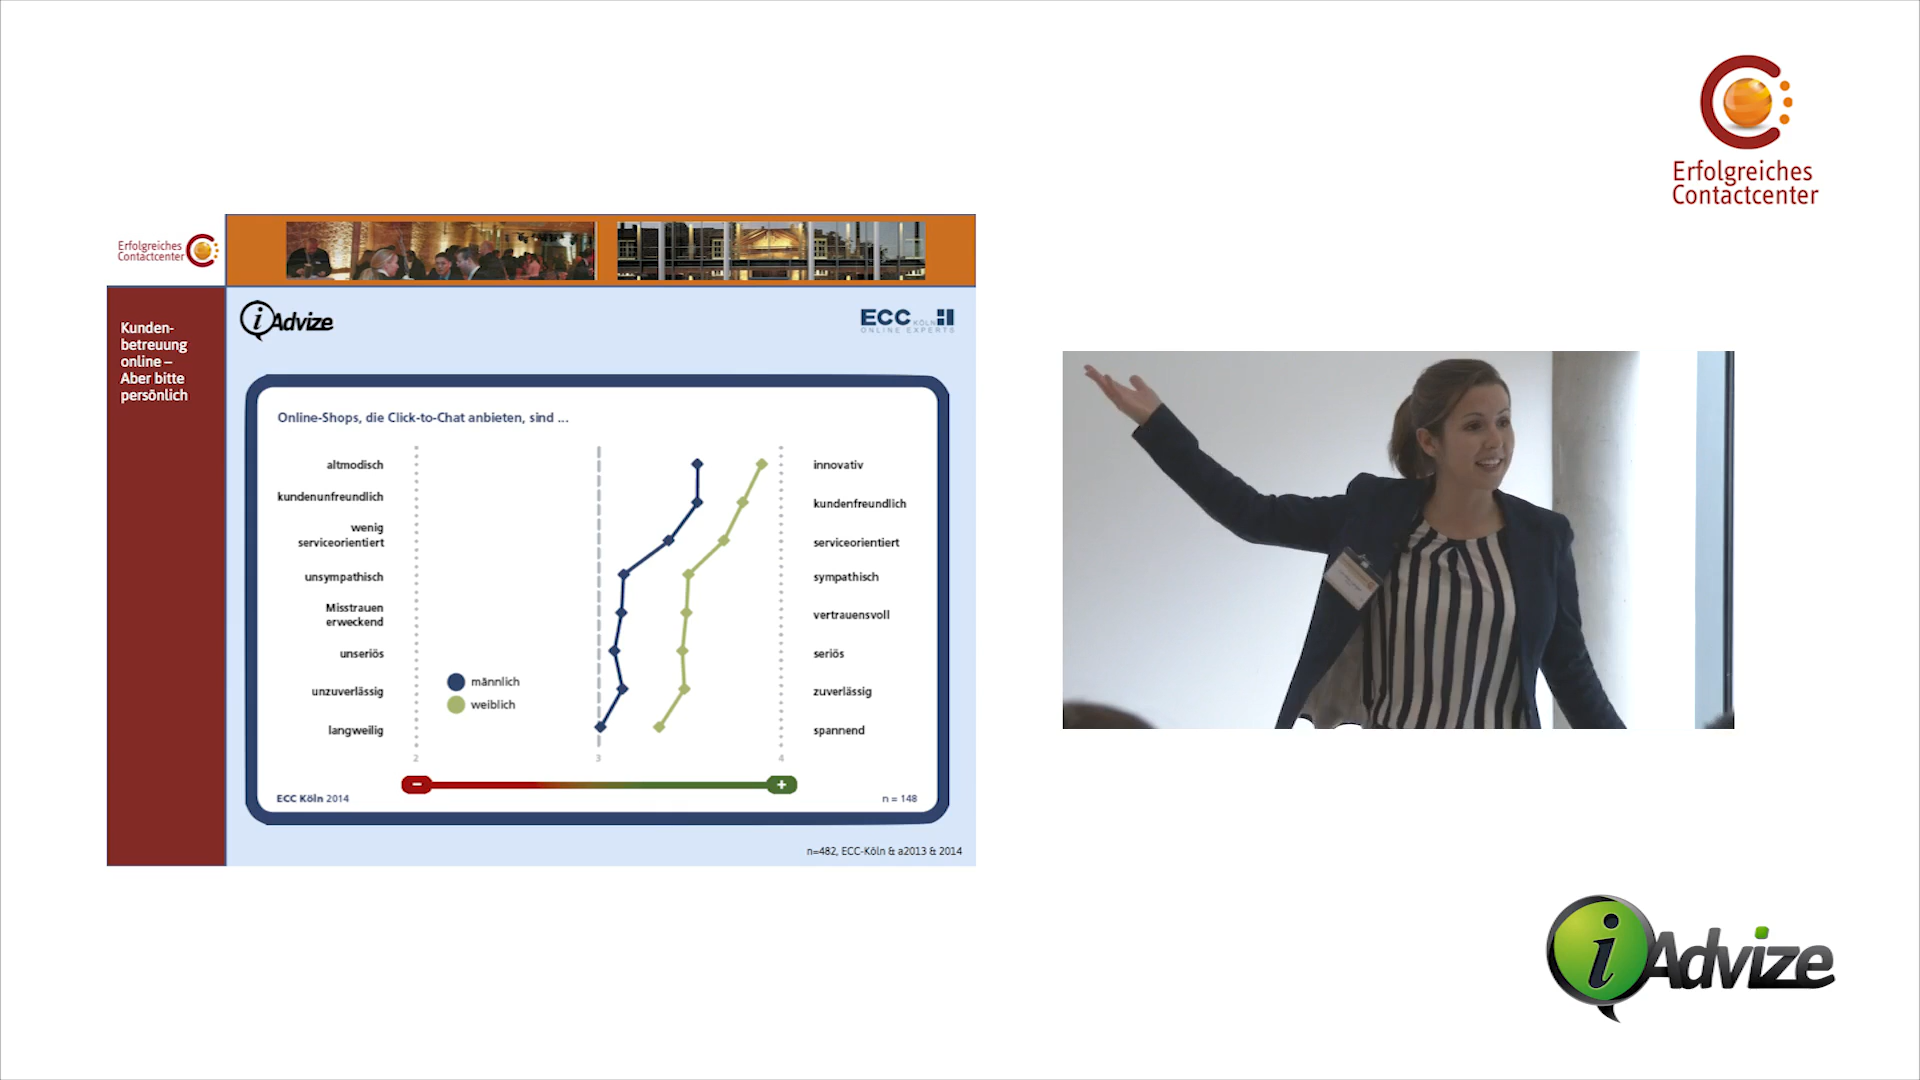 Erfolgreiches
Contactcenter
Erfolgreiches
Contactcenter
Kunden-
betreuung
online –
Aber bitte
persönlich
iAdvize
ECC KÖLN
ONLINE EXPERTS
Online-Shops, die Click-to-Chat anbieten, sind ...
altmodisch
innovativ
kundenunfreundlich
kundenfreundlich
wenig
serviceorientiert
serviceorientiert
unsympathisch
sympathisch
Misstrauen
erweckend
vertrauensvoll
unseriös
seriös
unzuverlässig
zuverlässig
männlich
weiblich
langweilig
spannend
2 3 4
– +
ECC Köln 2014
n = 148
n=482, ECC-Köln & a2013 & 2014
iAdvize